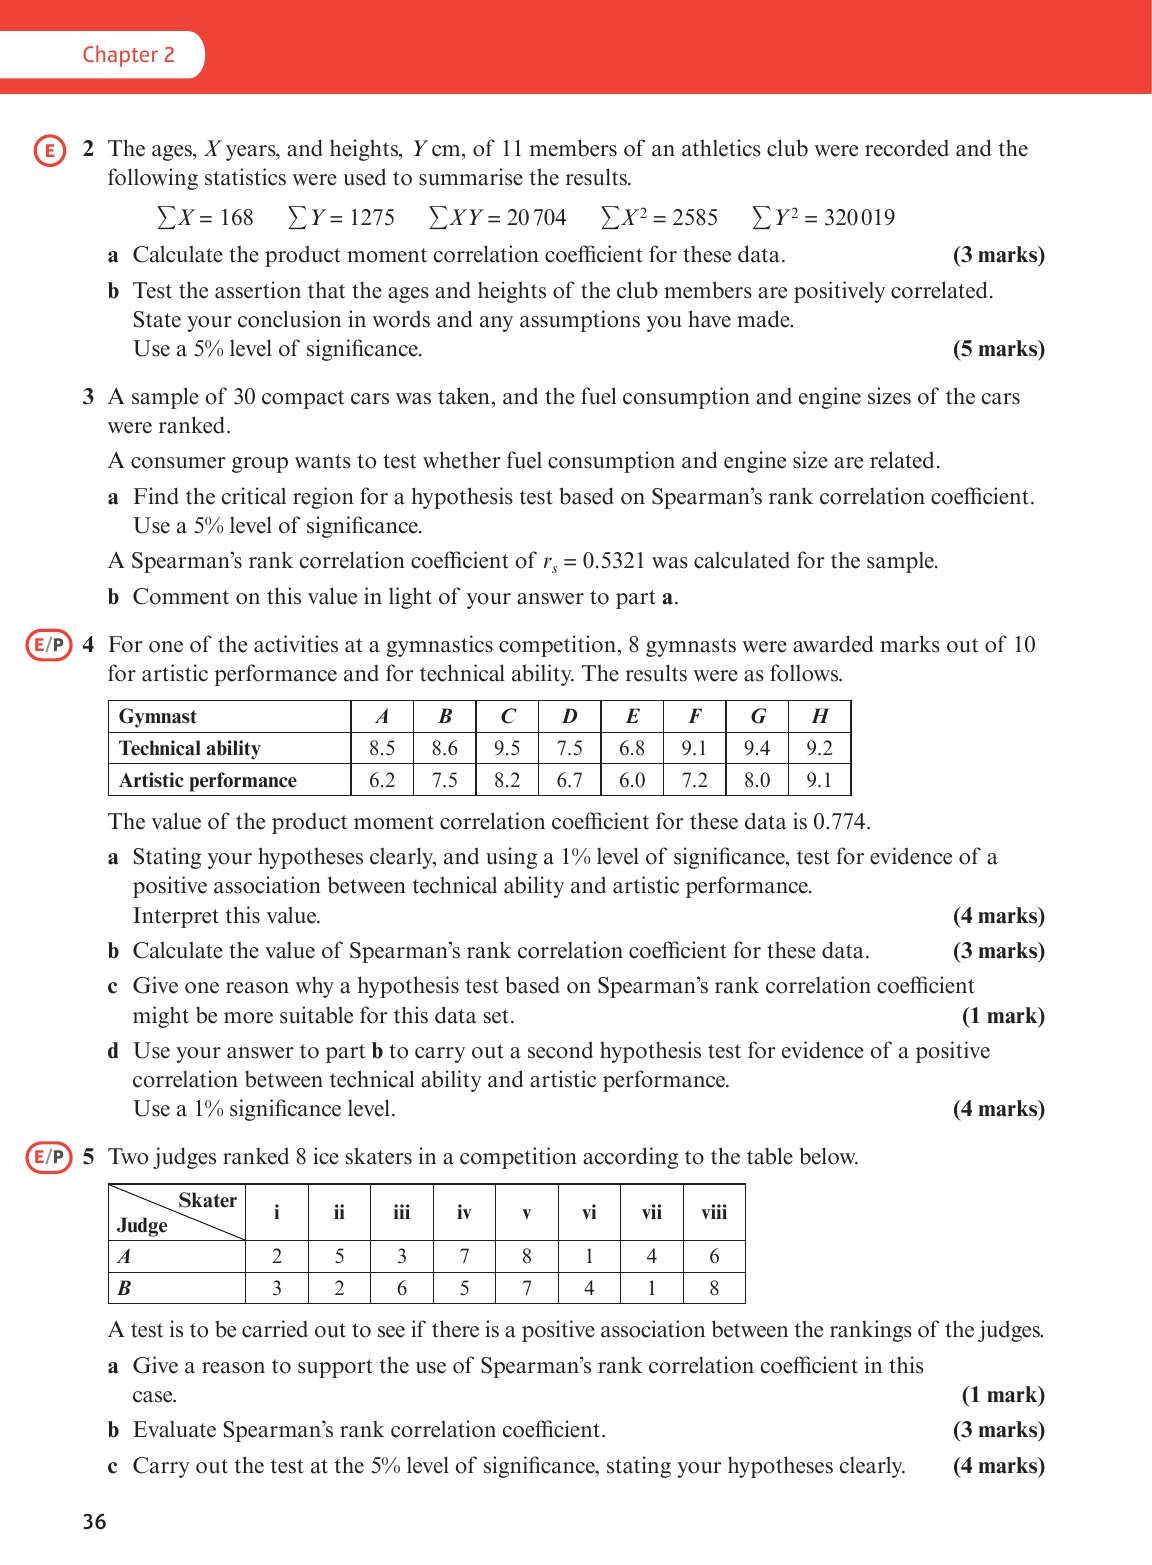 Chapter 2
E 2 The ages, X years, and heights, Y cm, of 11 members of an athletics club were recorded and the
following statistics were used to summarise the results.
∑X = 168 ∑Y = 1275 ∑XY = 20 704 ∑X² = 2585 ∑Y² = 320 019
a Calculate the product moment correlation coefficient for these data. (3 marks)
b Test the assertion that the ages and heights of the club members are positively correlated.
State your conclusion in words and any assumptions you have made.
Use a 5% level of significance. (5 marks)
3 A sample of 30 compact cars was taken, and the fuel consumption and engine sizes of the cars
were ranked.
A consumer group wants to test whether fuel consumption and engine size are related.
a Find the critical region for a hypothesis test based on Spearman’s rank correlation coefficient.
Use a 5% level of significance.
A Spearman’s rank correlation coefficient of rₛ = 0.5321 was calculated for the sample.
b Comment on this value in light of your answer to part a.
E/P 4 For one of the activities at a gymnastics competition, 8 gymnasts were awarded marks out of 10
for artistic performance and for technical ability. The results were as follows.
Gymnast A B C D E F G H
Technical ability 8.5 8.6 9.5 7.5 6.8 9.1 9.4 9.2
Artistic performance 6.2 7.5 8.2 6.7 6.0 7.2 8.0 9.1
The value of the product moment correlation coefficient for these data is 0.774.
a Stating your hypotheses clearly, and using a 1% level of significance, test for evidence of a
positive association between technical ability and artistic performance.
Interpret this value. (4 marks)
b Calculate the value of Spearman’s rank correlation coefficient for these data. (3 marks)
c Give one reason why a hypothesis test based on Spearman’s rank correlation coefficient
might be more suitable for this data set. (1 mark)
d Use your answer to part b to carry out a second hypothesis test for evidence of a positive
correlation between technical ability and artistic performance.
Use a 1% significance level. (4 marks)
E/P 5 Two judges ranked 8 ice skaters in a competition according to the table below.
Skater
Judge i ii iii iv v vi vii viii
A 2 5 3 7 8 1 4 6
B 3 2 6 5 7 4 1 8
A test is to be carried out to see if there is a positive association between the rankings of the judges.
a Give a reason to support the use of Spearman’s rank correlation coefficient in this
case. (1 mark)
b Evaluate Spearman’s rank correlation coefficient. (3 marks)
c Carry out the test at the 5% level of significance, stating your hypotheses clearly. (4 marks)
36